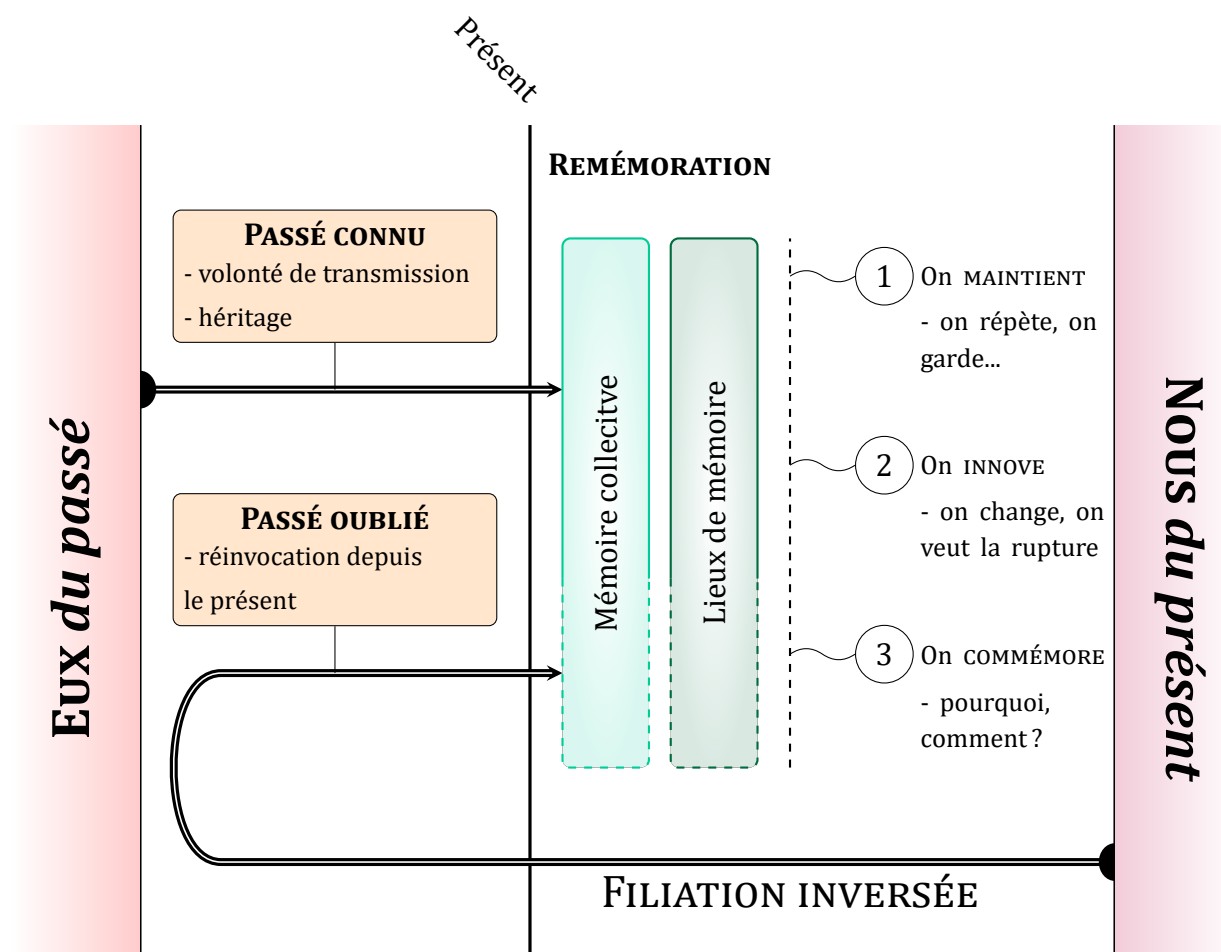 Présent
REMÉMORATION
PASSÉ CONNU
- volonté de transmission
- héritage
PASSÉ OUBLIÉ
- réinvocation depuis
le présent
EUX du passé
Mémoire collecitve
Lieux de mémoire
1 On MAINTIENT
- on répète, on
garde...
2 On INNOVE
- on change, on
veut la rupture
3 On COMMÉMORE
- pourquoi,
comment ?
NOUS du présent
FILIATION INVERSÉE